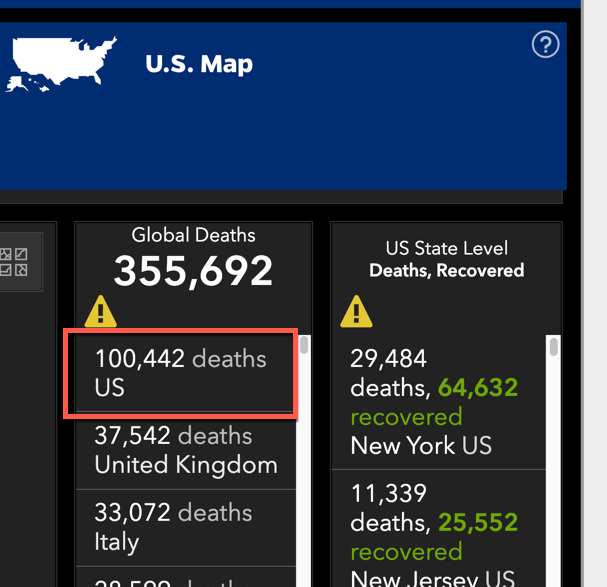 U.S. Map
?
Global Deaths
355,692
100,442 deaths
US
37,542 deaths
United Kingdom
33,072 deaths
Italy
US State Level
Deaths, Recovered
29,484
deaths, 64,632
recovered
New York US
11,339
deaths, 25,552
recovered
New Jersey US